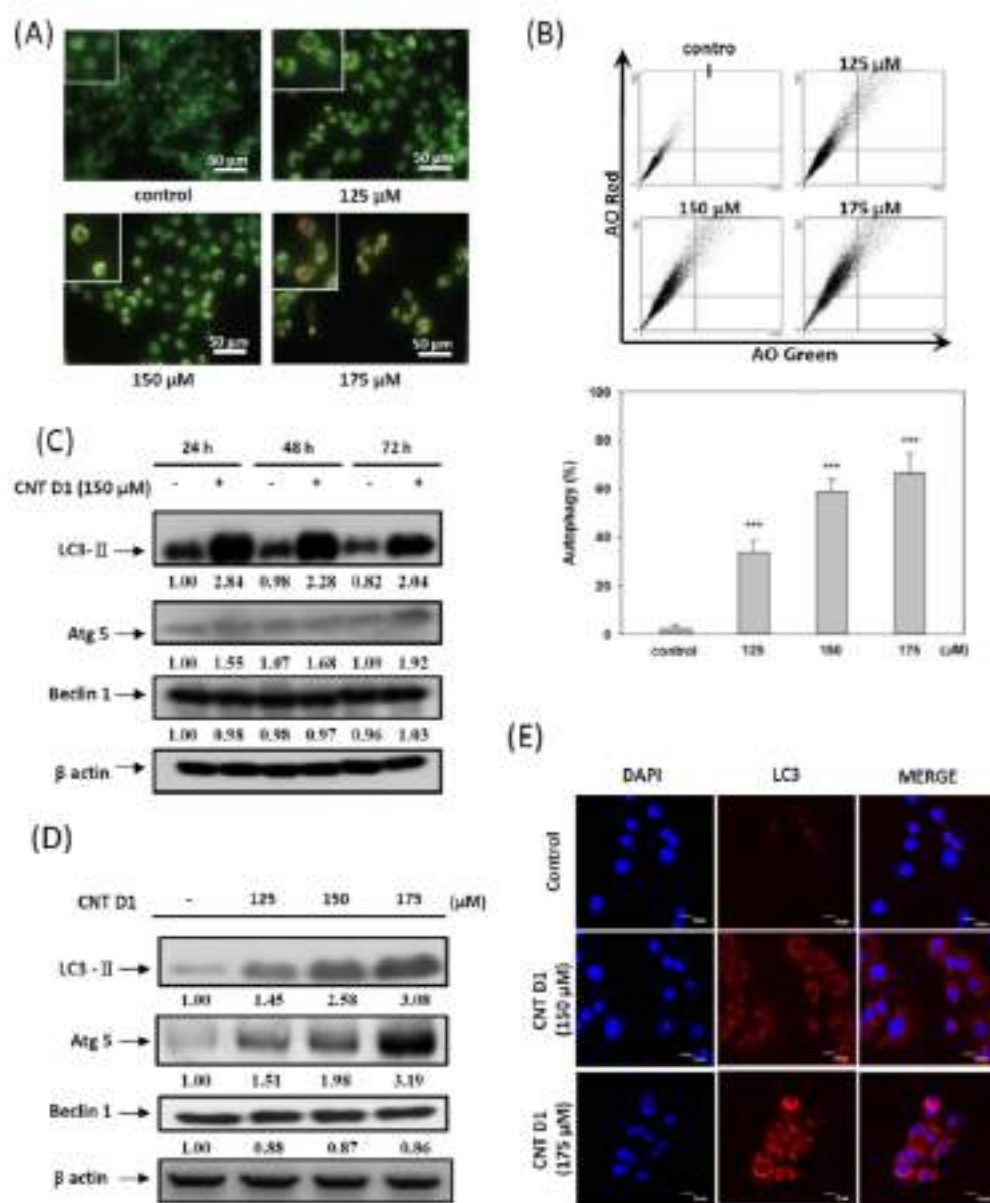 (A)
50 μm
50 μm
control
125 μM
50 μm
50 μm
150 μM
175 μM
(B)
contro
l
125 μM
150 μM
175 μM
AO Red
AO Green
100
80
60
40
20
0
Autophagy (%)
***
***
***
control
125
150
175
(μM)
(C)
24 h
48 h
72 h
CNT D1 (150 μM)
-
+
-
+
-
+
LC3-II
1.00 2.84 0.98 2.28 0.82 2.04
Atg 5
1.00 1.55 1.07 1.68 1.09 1.92
Beclin 1
1.00 0.98 0.98 0.97 0.96 1.03
β actin
(D)
CNT D1
-
125
150
175
(μM)
LC3 - II
1.00 1.45 2.58 3.08
Atg 5
1.00 1.51 1.98 3.19
Beclin 1
1.00 0.88 0.87 0.86
β actin
(E)
DAPI
LC3
MERGE
Control
CNT D1
(150 μM)
CNT D1
(175 μM)